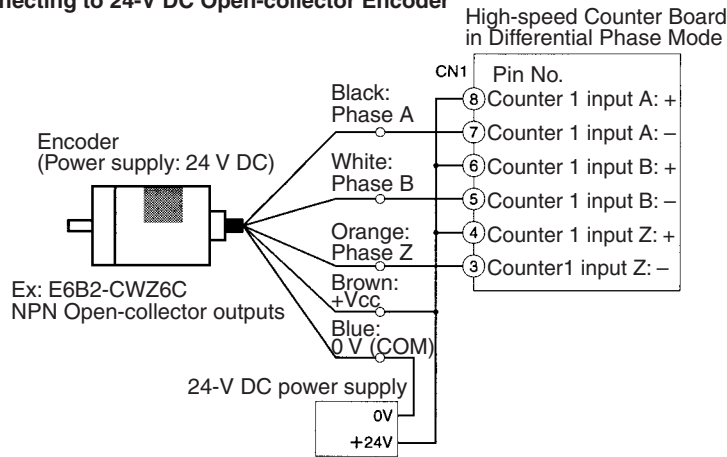 necting to 24-V DC Open-collector Encoder
High-speed Counter Board
in Differential Phase Mode
CN1
Pin No.
8 Counter 1 input A: +
7 Counter 1 input A: –
6 Counter 1 input B: +
5 Counter 1 input B: –
4 Counter 1 input Z: +
3 Counter1 input Z: –
Black:
Phase A
White:
Phase B
Orange:
Phase Z
Brown:
+Vcc
Blue:
0 V (COM)
Encoder
(Power supply: 24 V DC)
Ex: E6B2-CWZ6C
NPN Open-collector outputs
24-V DC power supply
0V
+24V